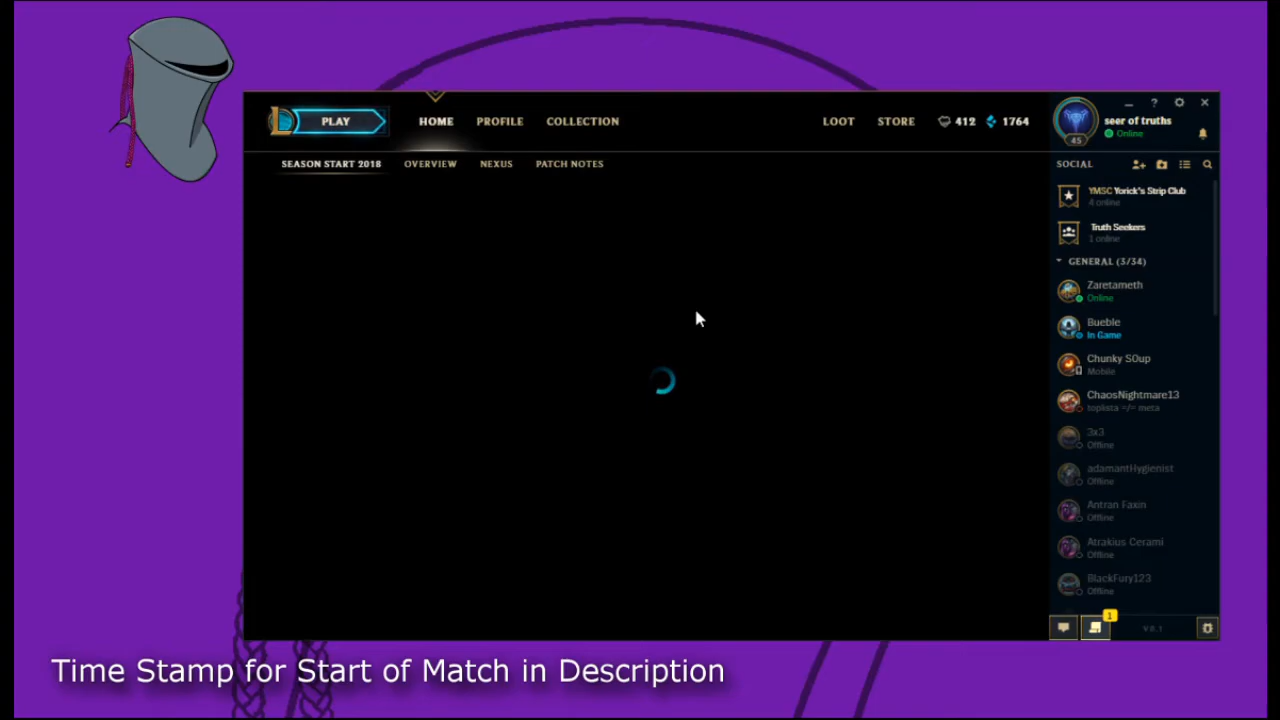 PLAY
HOME
PROFILE
COLLECTION
LOOT
STORE
412
1764
45
seer of truths
Online
SEASON START 2018
OVERVIEW
NEXUS
PATCH NOTES
SOCIAL
YMSC Yorick's Strip Club
4 online
Truth Seekers
1 online
GENERAL (3/34)
Zaretameth
Online
Bueble
In Game
Chunky S0up
Mobile
ChaosNightmare13
toplista =/= meta
3x3
Offline
adamantHygienist
Offline
Antran Faxin
Offline
Atrakius Cerami
Offline
BlackFury123
Offline
1
V8.1
Time Stamp for Start of Match in Description